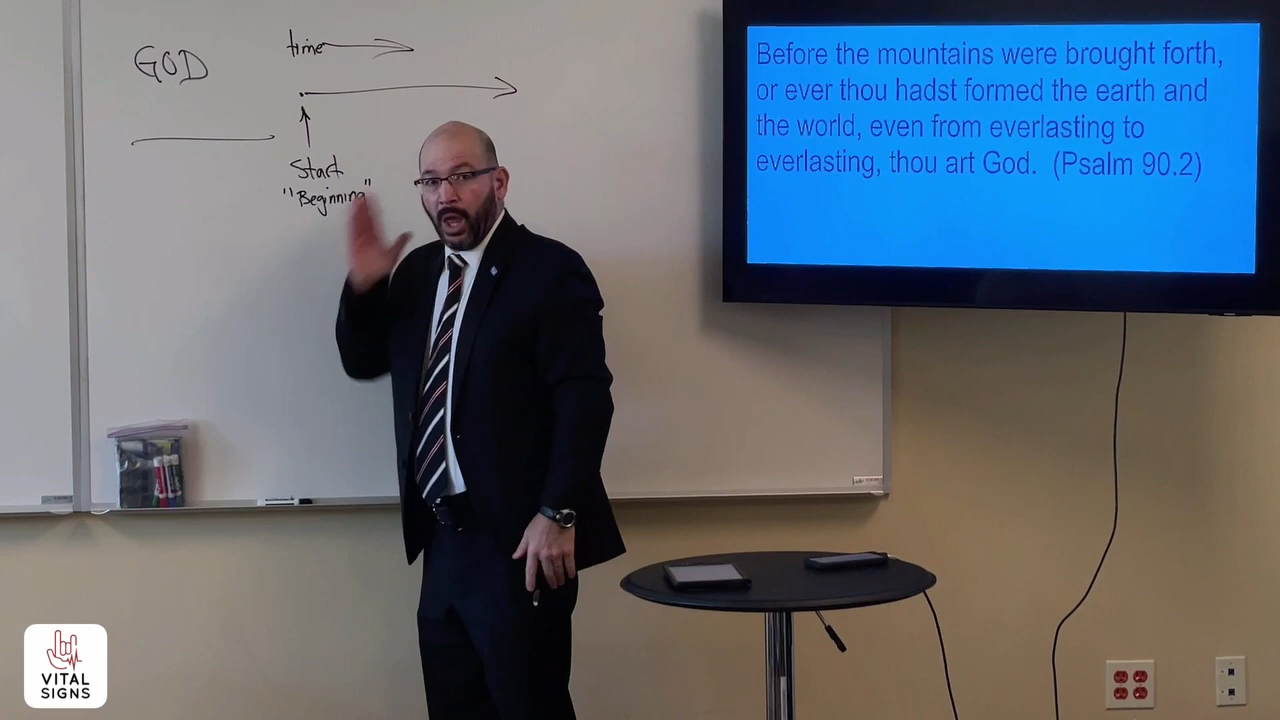 GOD
time
Start
"Beginning"
Before the mountains were brought forth,
or ever thou hadst formed the earth and
the world, even from everlasting to
everlasting, thou art God. (Psalm 90.2)
VITAL
SIGNS